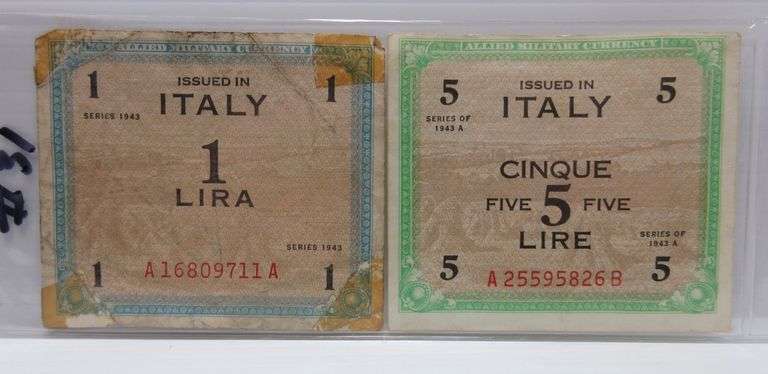 ALLIED MILITARY CURRENCY
1 1
ISSUED IN
ITALY
SERIES 1943
1
LIRA
SERIES 1943
1 A16809711A 1
ALLIED MILITARY CURRENCY
5 5
ISSUED IN
ITALY
SERIES OF
1943 A
CINQUE
FIVE 5 FIVE
LIRE
SERIES OF
1943 A
5 A25595826B 5
#51